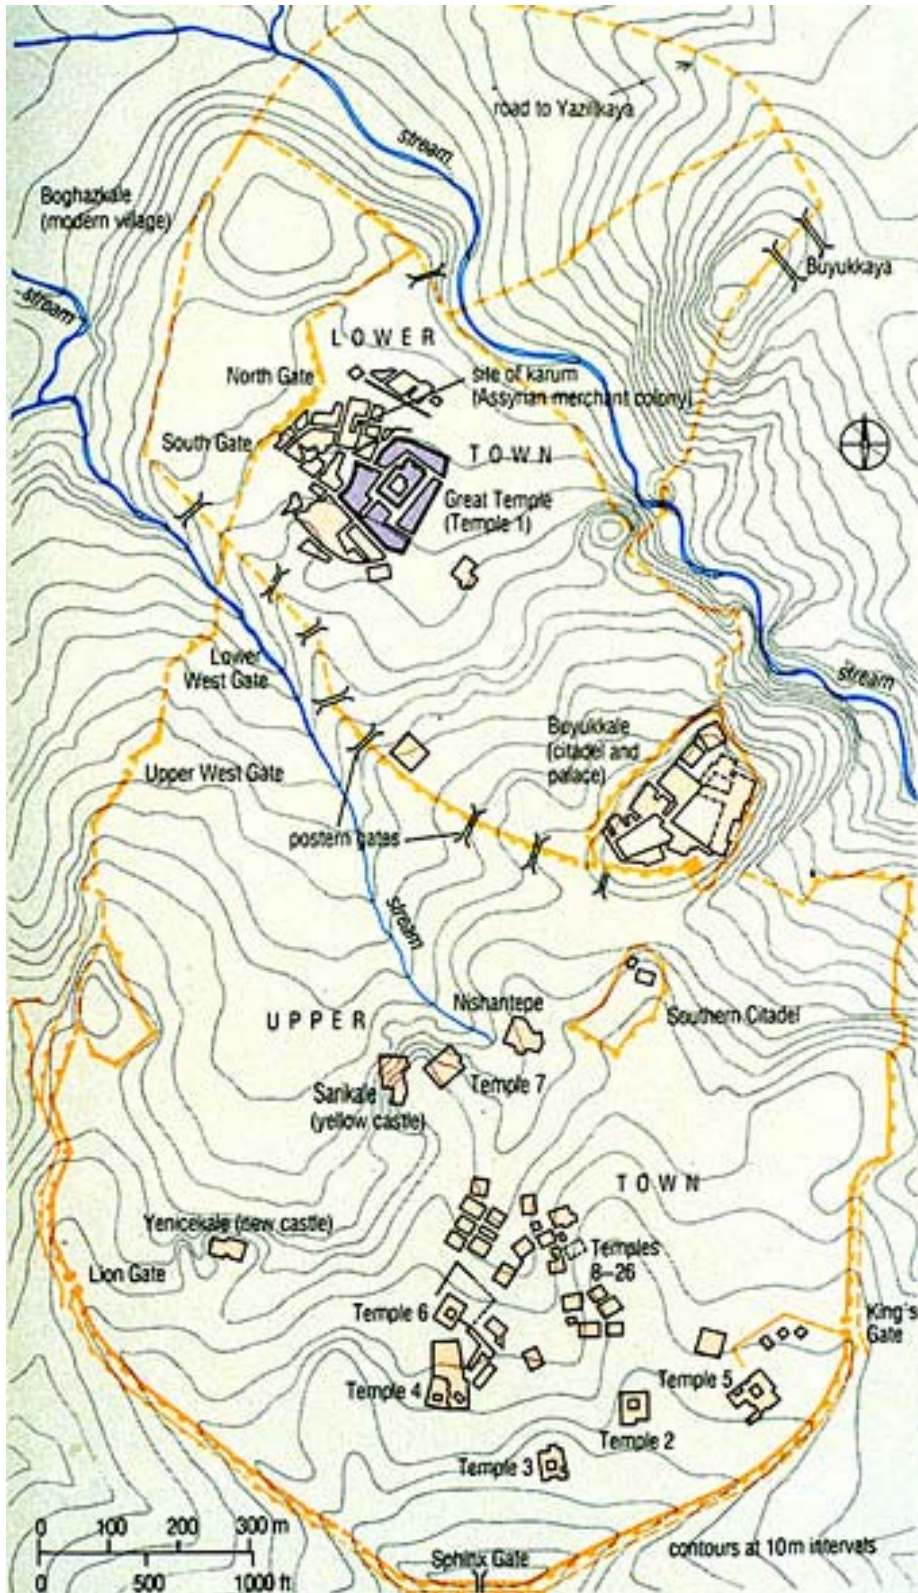 road to Yazilikaya
stream
Boghazkale
(modern village)
Buyukkaya
stream
LOWER
North Gate
site of karum
(Assyrian merchant colony)
South Gate
TOWN
Great Temple
(Temple 1)
Lower
West Gate
stream
Buyukkale
(citadel and
palace)
Upper West Gate
postern gates
stream
Nishantepe
UPPER
Southern Citadel
Temple 7
Sarikale
(yellow castle)
TOWN
Yenicekale (new castle)
Temples
8–26
Lion Gate
Temple 6
King's
Gate
Temple 4
Temple 5
Temple 2
Temple 3
0 100 200 300 m
0 500 1000 ft
Sphinx Gate
contours at 10m intervals